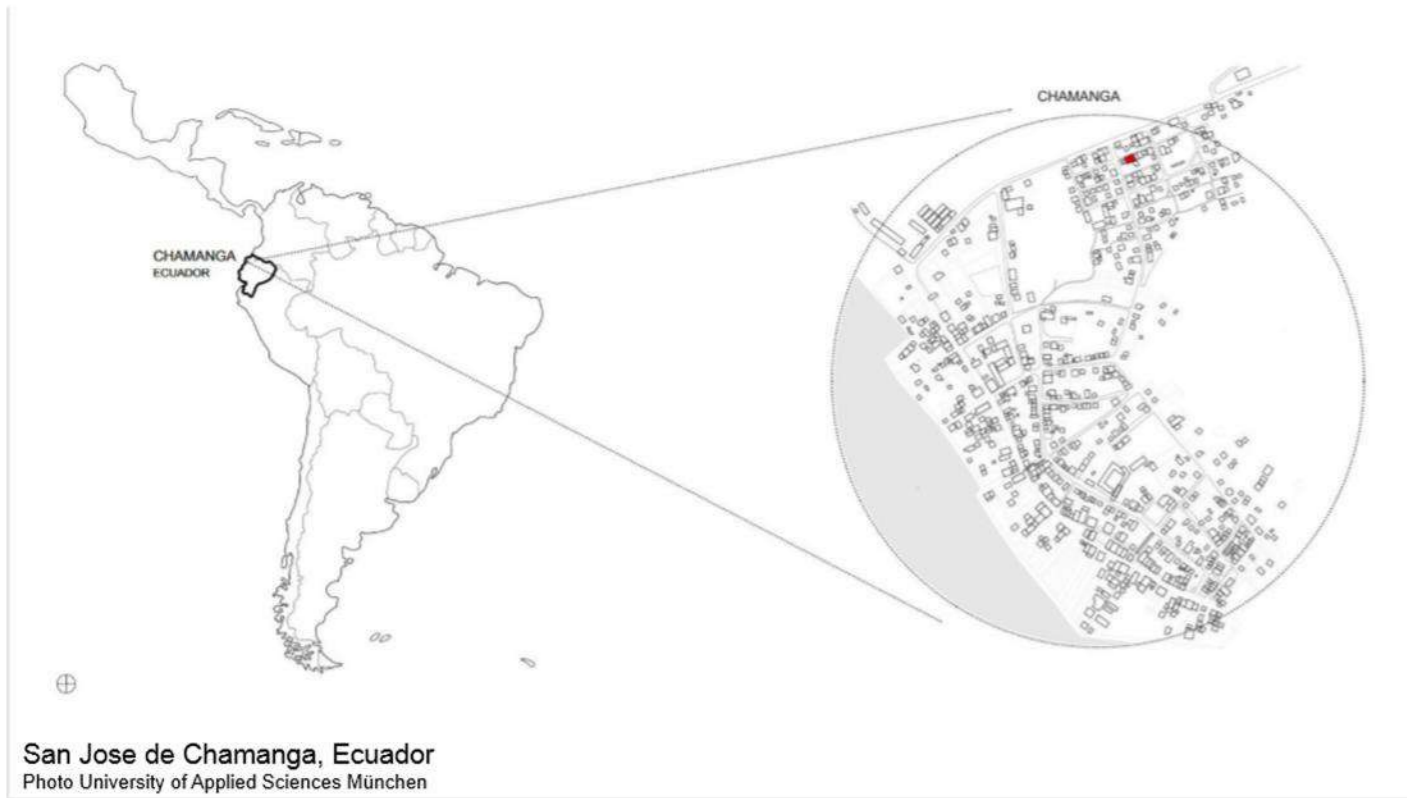 CHAMANGA
CHAMANGA
ECUADOR
San Jose de Chamanga, Ecuador
Photo University of Applied Sciences München